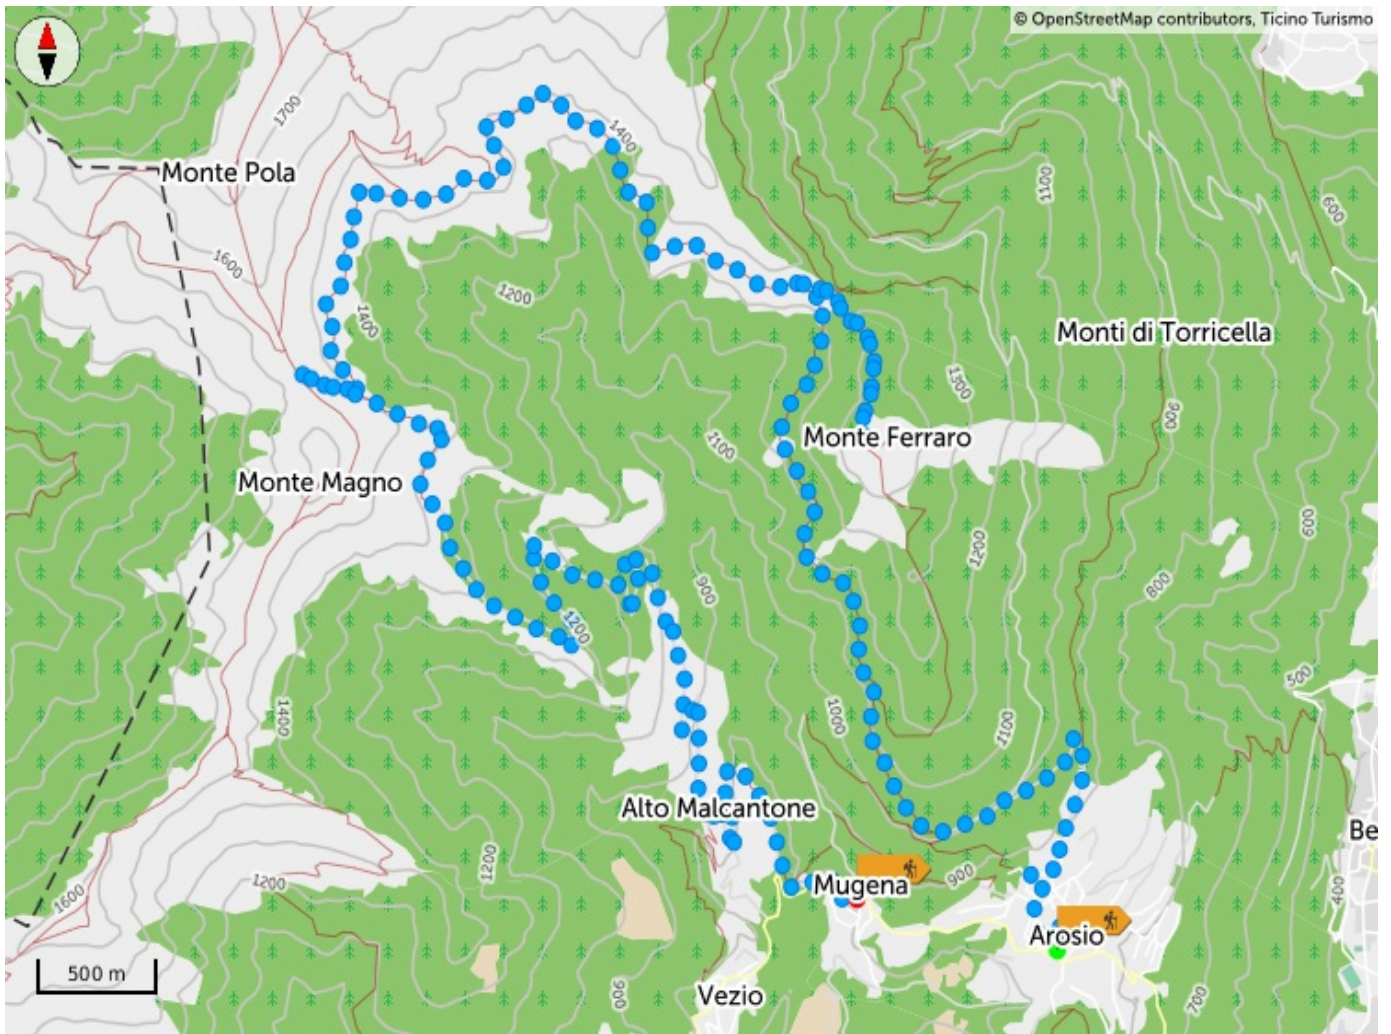 © OpenStreetMap contributors, Ticino Turismo
1700
1400
Monte Pola
1100
600
1600
1200
1400
Monti di Torricella
1300
900
1100
Monte Ferraro
Monte Magno
600
1200
900
800
1200
500
1400
1000
1100
Alto Malcantone
Be
1200
900
Mugena
1200
400
1600
Arosio
500 m
Vezio
900
700